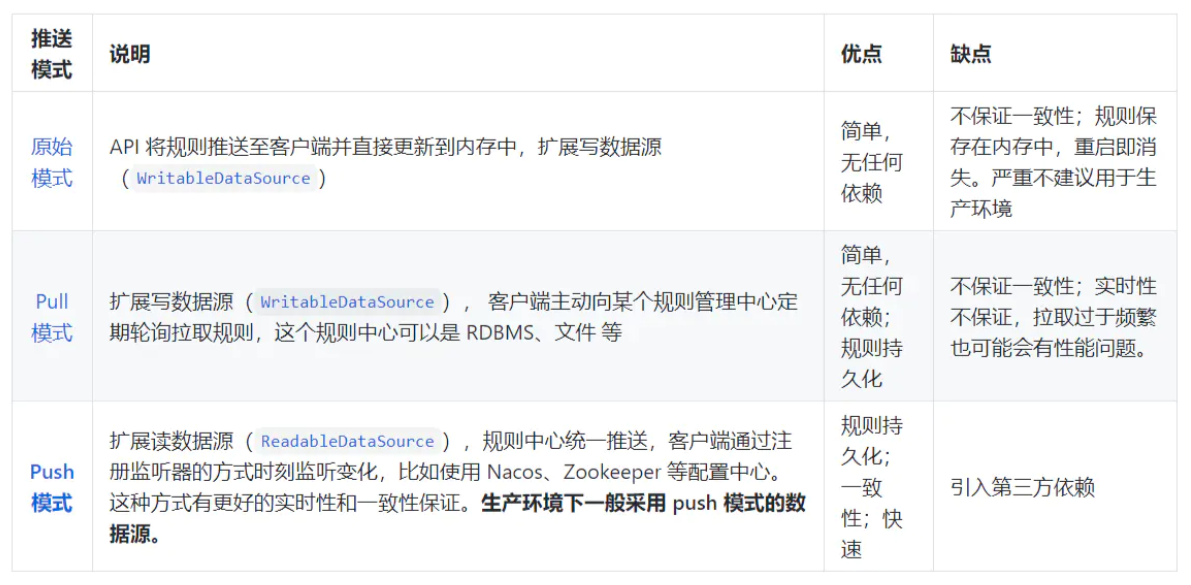 推送
模式
说明
优点
缺点
原始
模式
API 将规则推送至客户端并直接更新到内存中，扩展写数据源
（WritableDataSource）
简单，
无任何
依赖
不保证一致性；规则保
存在内存中，重启即消
失。严重不建议用于生
产环境
Pull
模式
扩展写数据源（WritableDataSource）， 客户端主动向某个规则管理中心定
期轮询拉取规则，这个规则中心可以是 RDBMS、文件 等
简单，
无任何
依赖；
规则持
久化
不保证一致性；实时性
不保证，拉取过于频繁
也可能会有性能问题。
Push
模式
扩展读数据源（ReadableDataSource），规则中心统一推送，客户端通过注
册监听器的方式时刻监听变化，比如使用 Nacos、Zookeeper 等配置中心。
这种方式有更好的实时性和一致性保证。生产环境下一般采用 push 模式的数
据源。
规则持
久化；
一致
性；快
速
引入第三方依赖